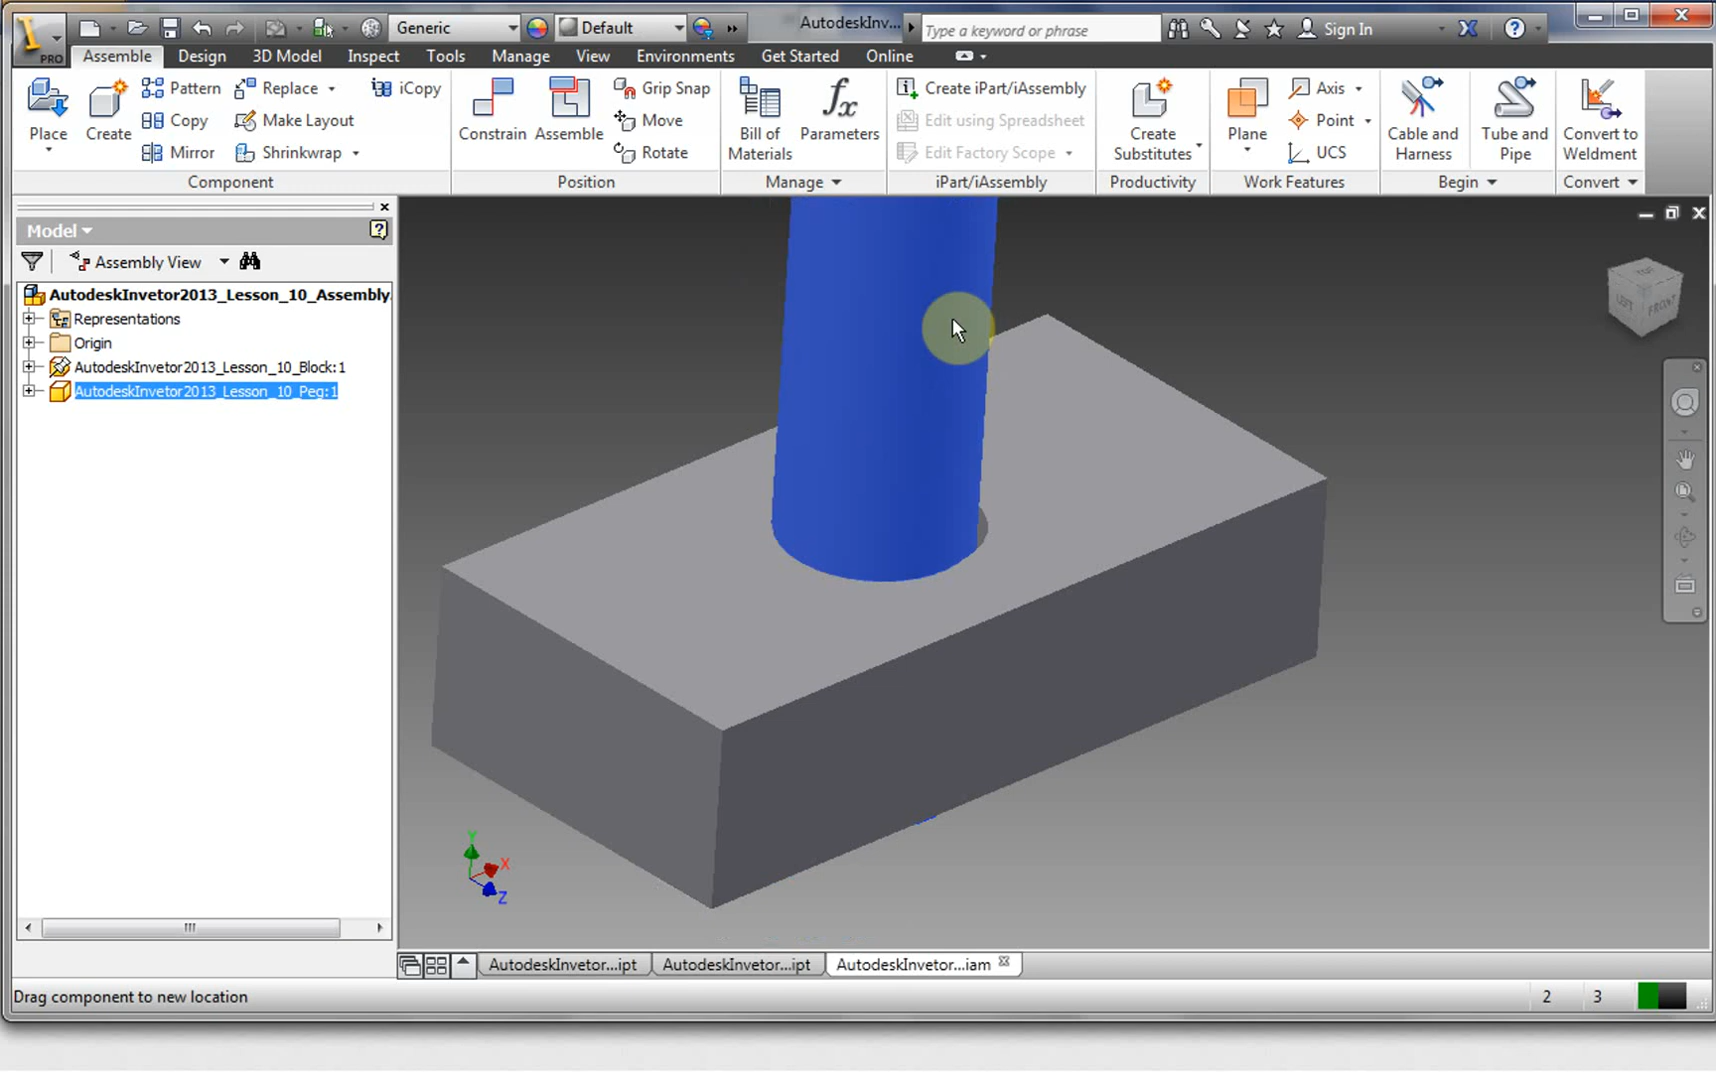 Generic
Default
AutodeskInv...
Type a keyword or phrase
Sign In
PRO
Assemble Design 3D Model Inspect Tools Manage View Environments Get Started Online
Place
Create
Pattern
Copy
Mirror
Replace
Make Layout
Shrinkwrap
iCopy
Component
Constrain
Assemble
Grip Snap
Move
Rotate
Position
Bill of
Materials
fx
Parameters
Manage
Create iPart/iAssembly
Edit using Spreadsheet
Edit Factory Scope
iPart/iAssembly
Create
Substitutes
Productivity
Plane
Axis
Point
UCS
Work Features
Cable and
Harness
Tube and
Pipe
Begin
Convert to
Weldment
Convert
Model
Assembly View
AutodeskInvetor2013_Lesson_10_Assembly.
Representations
Origin
AutodeskInvetor2013_Lesson_10_Block:1
AutodeskInvetor2013_Lesson_10_Peg:1
TOP
LEFT
FRONT
Y
X
Z
AutodeskInvetor...ipt
AutodeskInvetor...ipt
AutodeskInvetor...iam
Drag component to new location
2
3